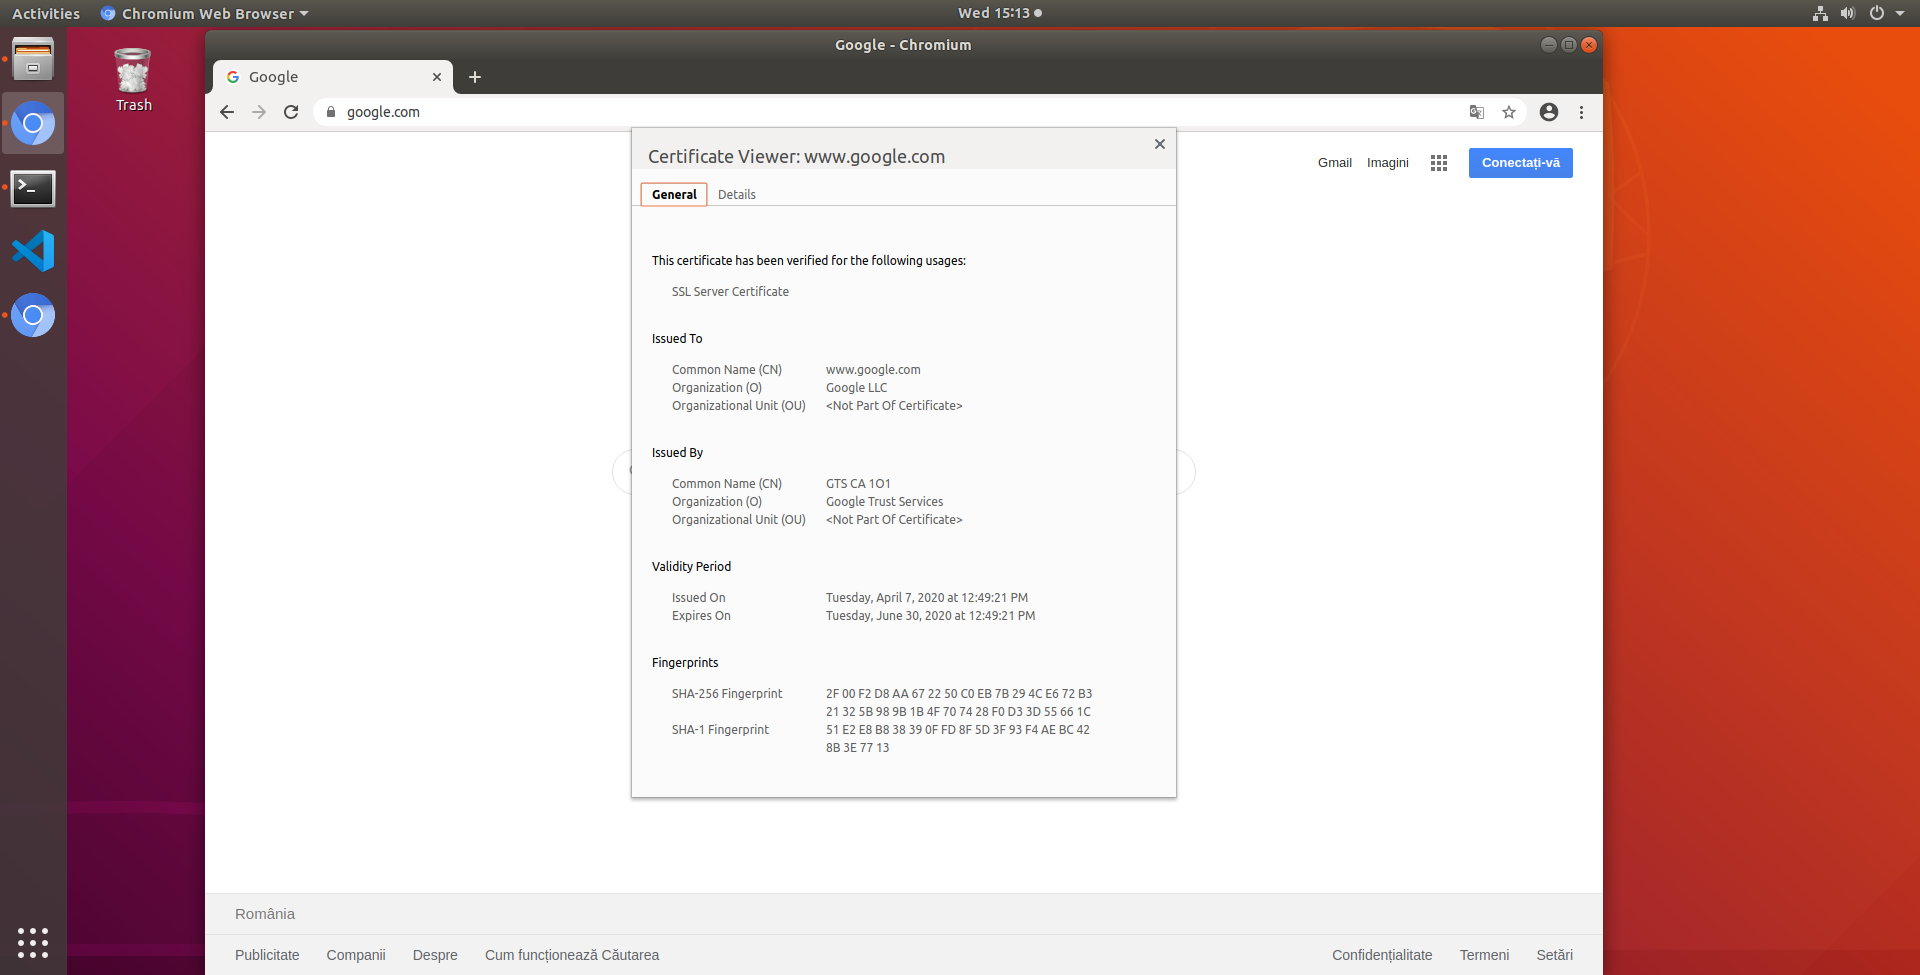 Activities
Chromium Web Browser
Wed 15:13
Trash
Google - Chromium
Google
google.com
Gmail
Imagini
Conectați-vă
Certificate Viewer: www.google.com
General
Details
This certificate has been verified for the following usages:
SSL Server Certificate
Issued To
Common Name (CN) www.google.com
Organization (O) Google LLC
Organizational Unit (OU) <Not Part Of Certificate>
Issued By
Common Name (CN) GTS CA 1O1
Organization (O) Google Trust Services
Organizational Unit (OU) <Not Part Of Certificate>
Validity Period
Issued On Tuesday, April 7, 2020 at 12:49:21 PM
Expires On Tuesday, June 30, 2020 at 12:49:21 PM
Fingerprints
SHA-256 Fingerprint 2F 00 F2 D8 AA 67 22 50 C0 EB 7B 29 4C E6 72 B3
21 32 5B 98 9B 1B 4F 70 74 28 F0 D3 3D 55 66 1C
SHA-1 Fingerprint 51 E2 E8 B8 38 39 0F FD 8F 5D 3F 93 F4 AE BC 42
8B 3E 77 13
România
Publicitate
Companii
Despre
Cum funcționează Căutarea
Confidențialitate
Termeni
Setări